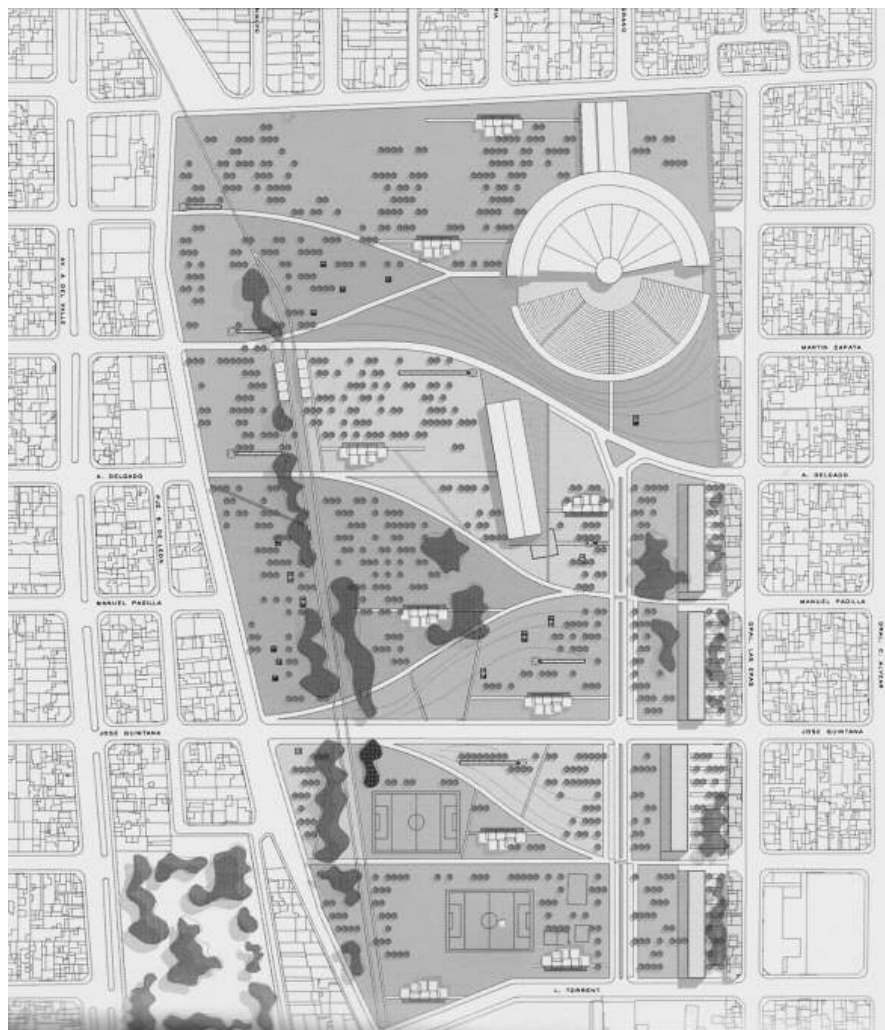 AV. A. DEL VALLE
MARTIN ZAPATA
A. DELGADO
A. DELGADO
PJE. S. DE LEON
MANUEL PADILLA
MANUEL PADILLA
GRAL. LAS ERAS
GRAL. C. ALVEAR
JOSE QUINTANA
JOSE QUINTANA
L. TORRENT